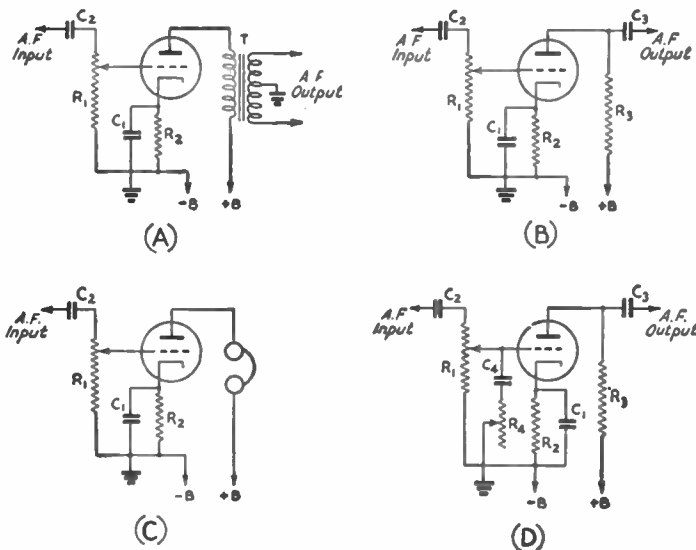 C2
A.F
Input
R1
C1
R2
T
A.F
Output
-B
+B
(A)
C2
A.F
Input
R1
C1
R2
C3
A.F
Output
R3
-B
+B
(B)
C2
A.F.
Input
R1
C1
R2
-B
+B
(C)
C2
A.F.
Input
R1
C4
R4
R2
C1
C3
A.F.
Output
R3
-B
+B
(D)